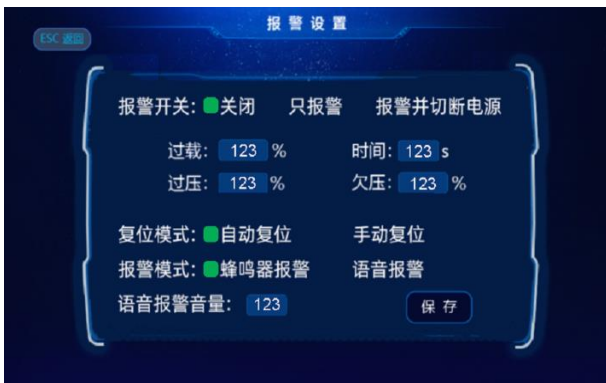 报警设置
ESC 返回
报警开关: 关闭 只报警 报警并切断电源
过载: 123 % 时间: 123 s
过压: 123 % 欠压: 123 %
复位模式: 自动复位 手动复位
报警模式: 蜂鸣器报警 语音报警
语音报警音量: 123 保存